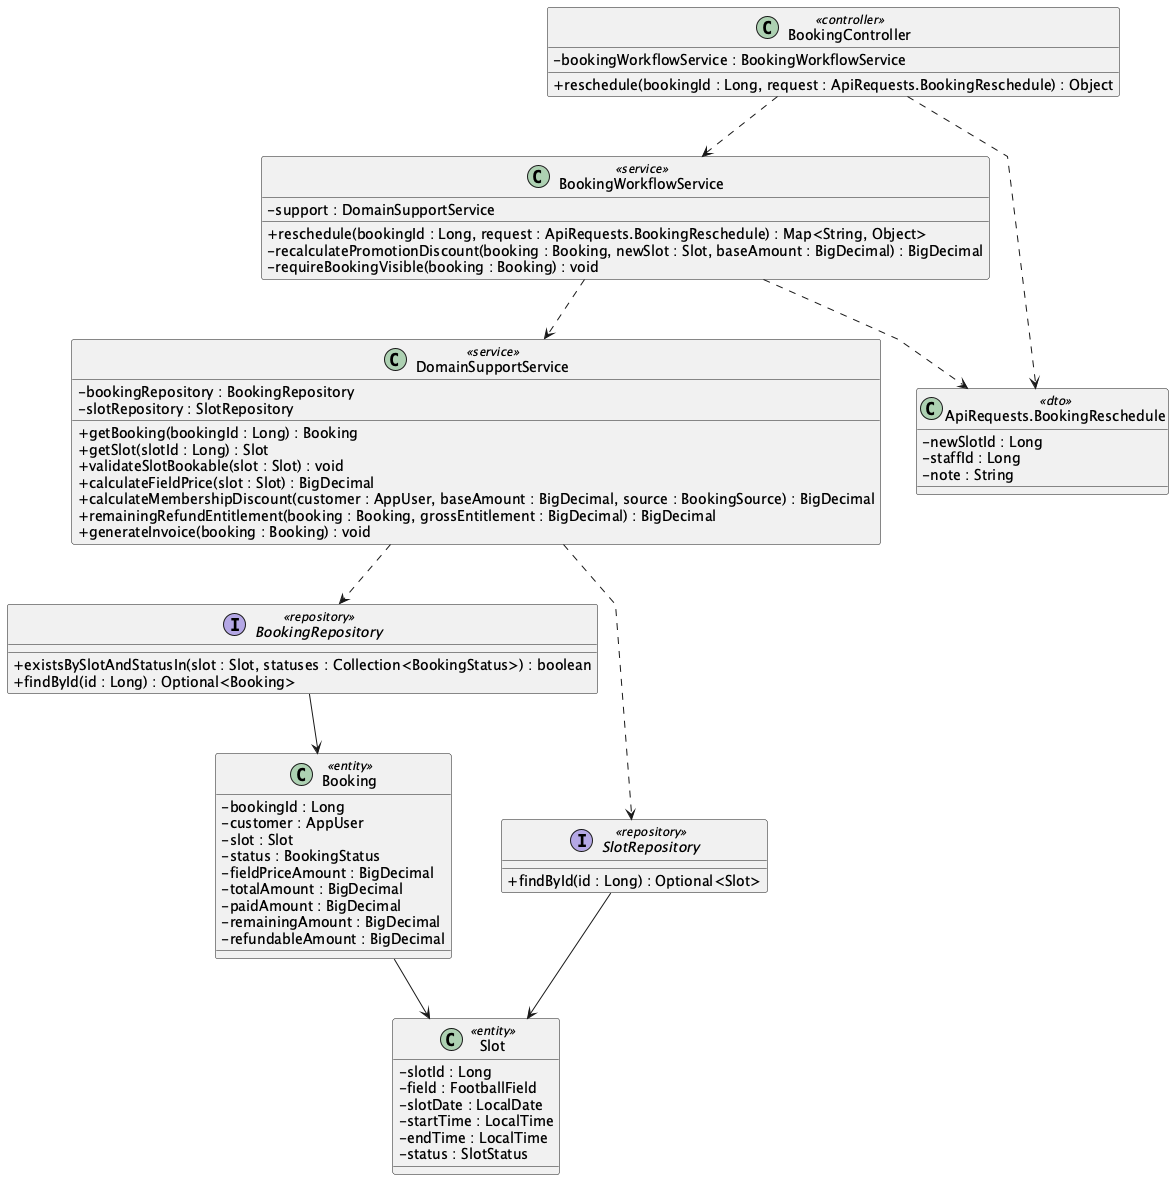 C
«controller»
BookingController
-bookingWorkflowService : BookingWorkflowService
+reschedule(bookingId : Long, request : ApiRequests.BookingReschedule) : Object
C
«service»
BookingWorkflowService
-support : DomainSupportService
+reschedule(bookingId : Long, request : ApiRequests.BookingReschedule) : Map<String, Object>
-recalculatePromotionDiscount(booking : Booking, newSlot : Slot, baseAmount : BigDecimal) : BigDecimal
-requireBookingVisible(booking : Booking) : void
C
«service»
DomainSupportService
-bookingRepository : BookingRepository
-slotRepository : SlotRepository
+getBooking(bookingId : Long) : Booking
+getSlot(slotId : Long) : Slot
+validateSlotBookable(slot : Slot) : void
+calculateFieldPrice(slot : Slot) : BigDecimal
+calculateMembershipDiscount(customer : AppUser, baseAmount : BigDecimal, source : BookingSource) : BigDecimal
+remainingRefundEntitlement(booking : Booking, grossEntitlement : BigDecimal) : BigDecimal
+generateInvoice(booking : Booking) : void
C
«dto»
ApiRequests.BookingReschedule
-newSlotId : Long
-staffId : Long
-note : String
I
«repository»
BookingRepository
+existsBySlotAndStatusIn(slot : Slot, statuses : Collection<BookingStatus>) : boolean
+findById(id : Long) : Optional<Booking>
C
«entity»
Booking
-bookingId : Long
-customer : AppUser
-slot : Slot
-status : BookingStatus
-fieldPriceAmount : BigDecimal
-totalAmount : BigDecimal
-paidAmount : BigDecimal
-remainingAmount : BigDecimal
-refundableAmount : BigDecimal
I
«repository»
SlotRepository
+findById(id : Long) : Optional<Slot>
C
«entity»
Slot
-slotId : Long
-field : FootballField
-slotDate : LocalDate
-startTime : LocalTime
-endTime : LocalTime
-status : SlotStatus